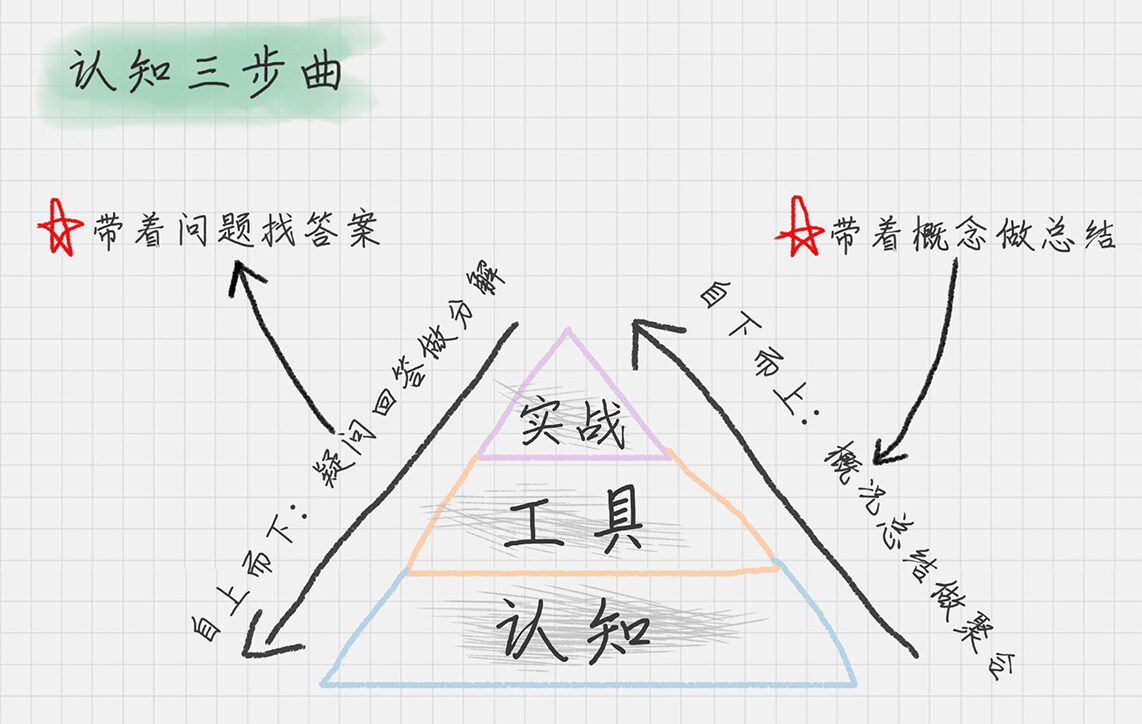 认知三步曲
带着问题找答案
带着概念做总结
自上而下：疑问回答做分解
自下而上：概况总结做聚合
实战
工具
认知